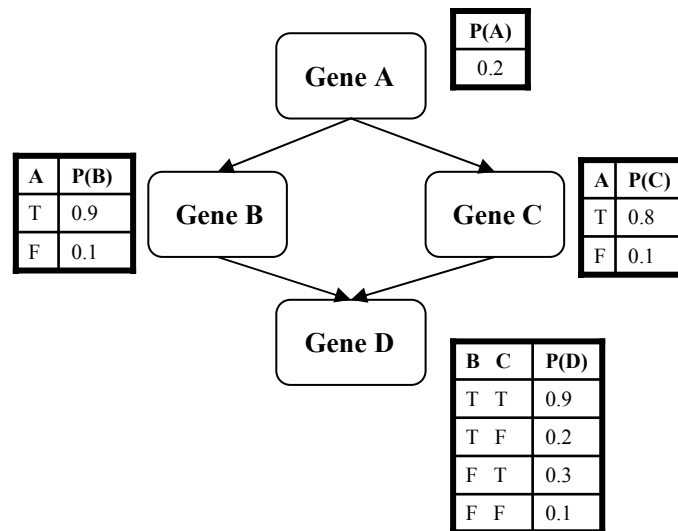 P(A)
0.2
Gene A
A P(B)
T 0.9
F 0.1
Gene B
Gene C
A P(C)
T 0.8
F 0.1
Gene D
B C P(D)
T T 0.9
T F 0.2
F T 0.3
F F 0.1